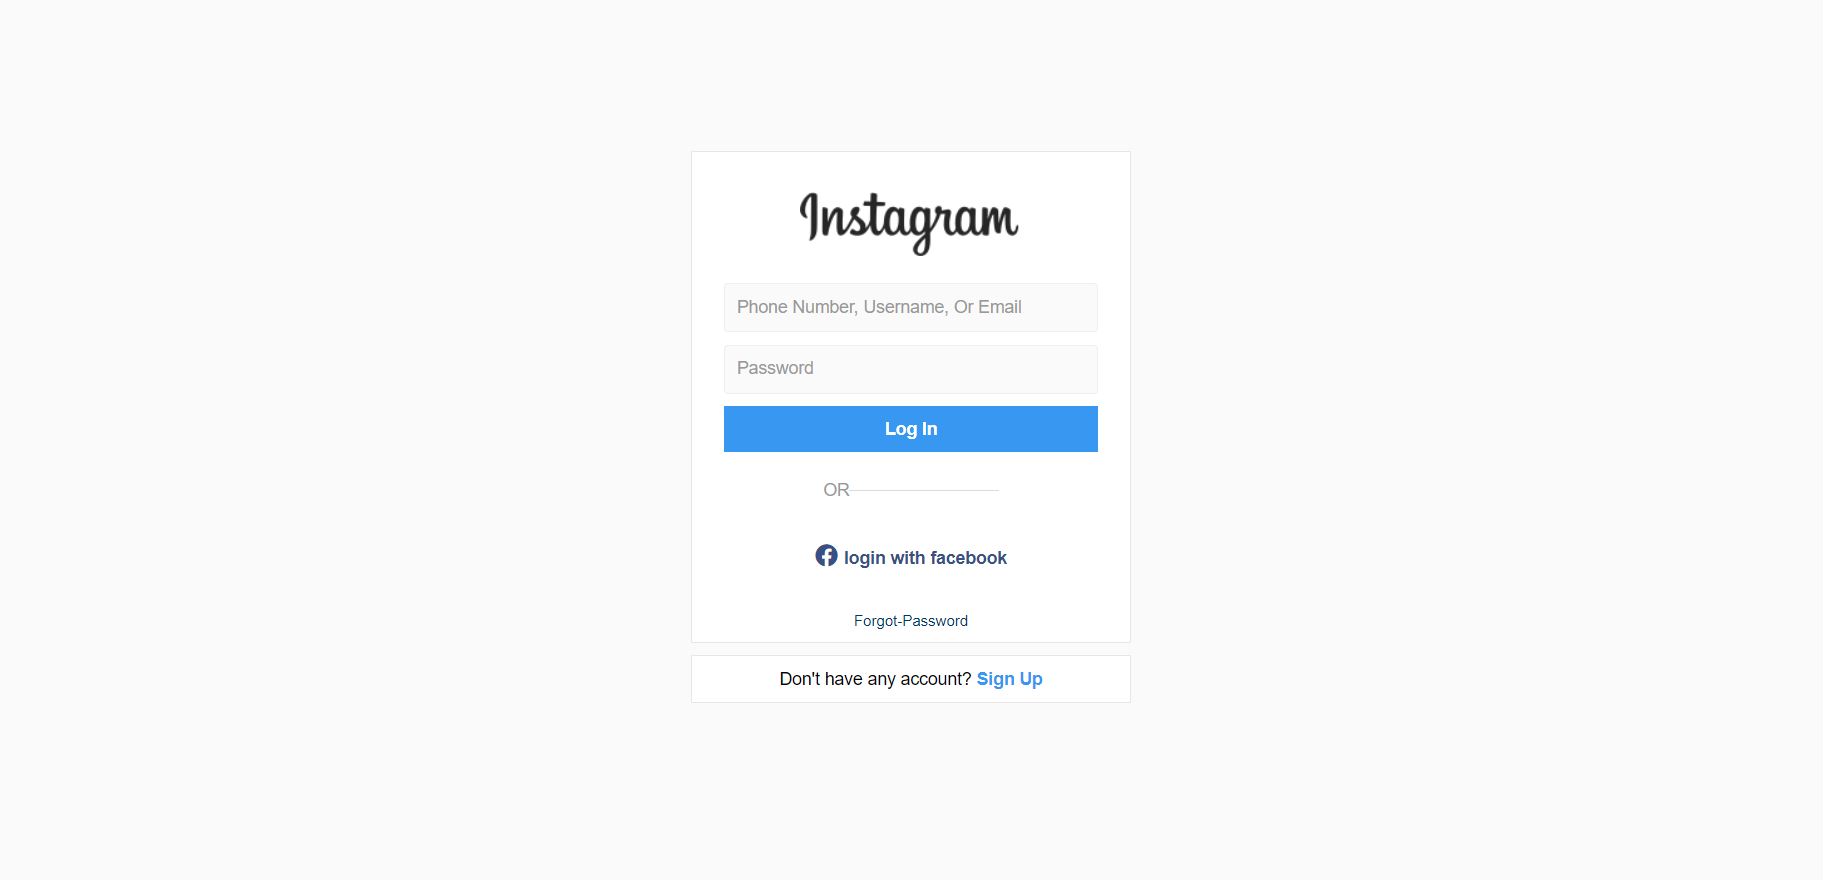 Instagram
Phone Number, Username, Or Email
Password
Log In
OR
login with facebook
Forgot-Password
Don't have any account? Sign Up